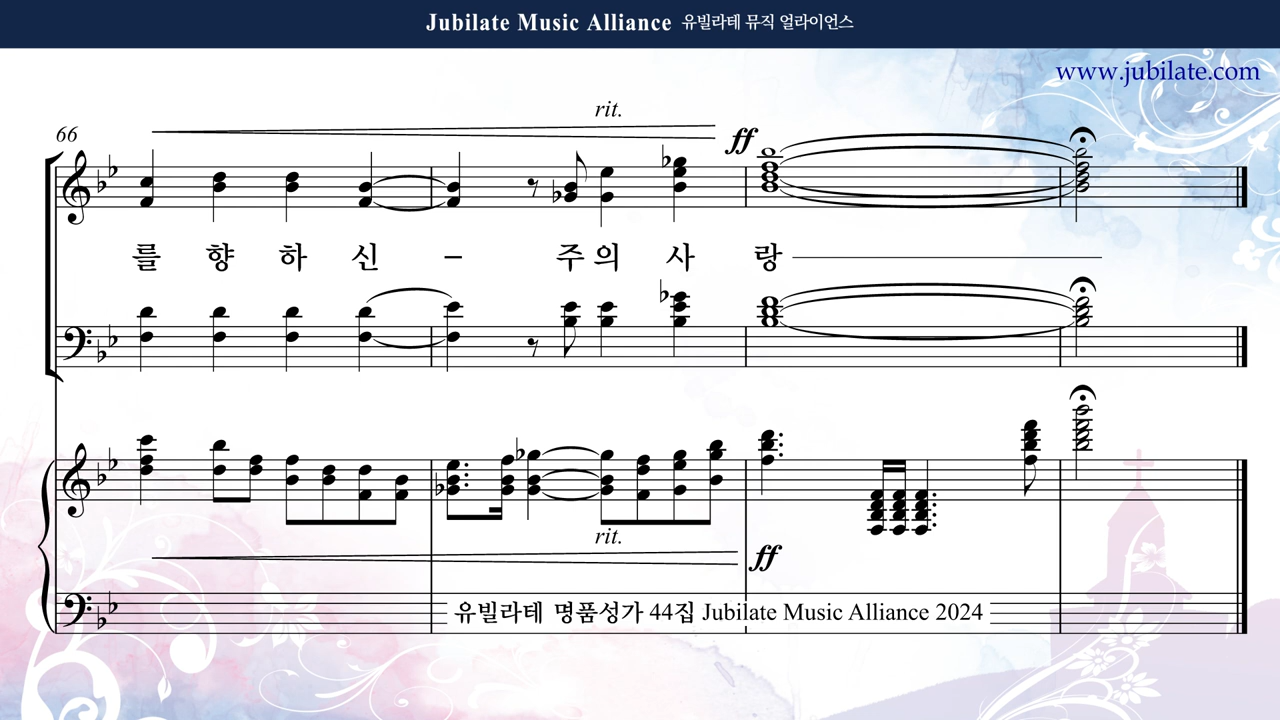 Jubilate Music Alliance 유빌라테 뮤직 얼라이언스
www.jubilate.com
rit.
66
ff
를 향 하 신 – 주 의 사 랑
rit.
ff
유빌라테 명품성가 44집 Jubilate Music Alliance 2024